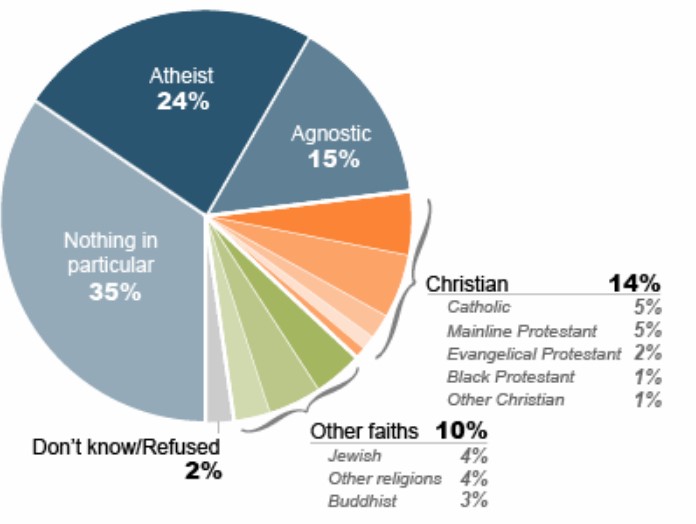 Atheist
24%
Agnostic
15%
Nothing in
particular
35%
Christian 14%
Catholic 5%
Mainline Protestant 5%
Evangelical Protestant 2%
Black Protestant 1%
Other Christian 1%
Other faiths 10%
Jewish 4%
Other religions 4%
Buddhist 3%
Don't know/Refused
2%